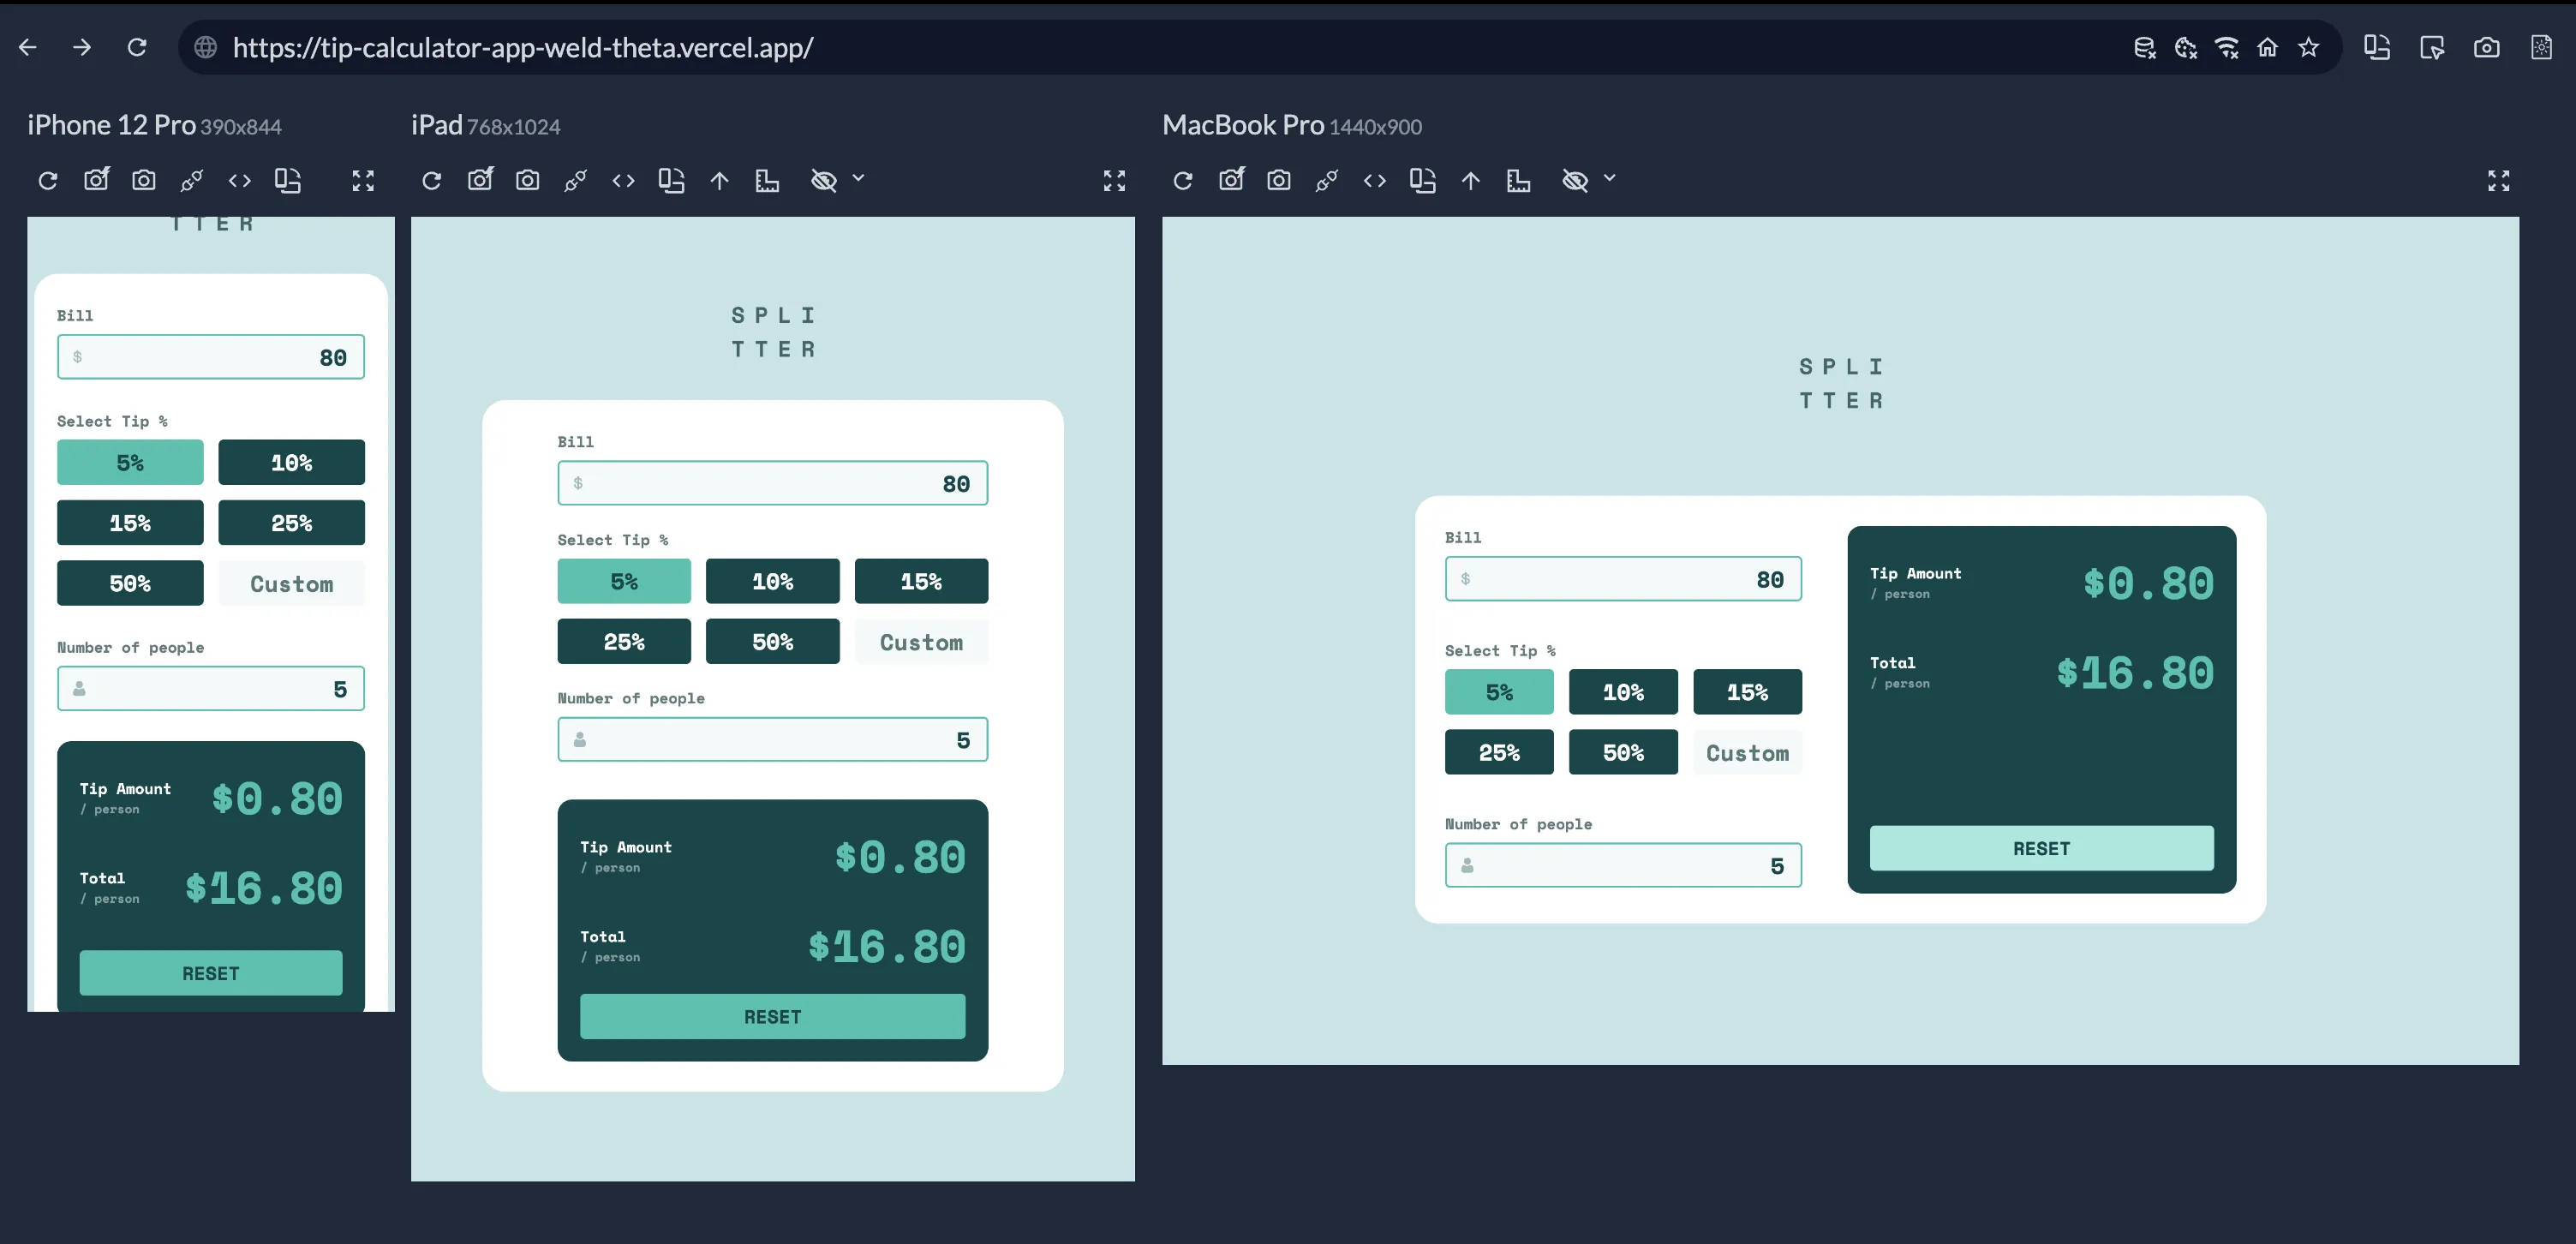 https://tip-calculator-app-weld-theta.vercel.app/
iPhone 12 Pro 390x844
TTER
Bill
$ 80
Select Tip %
5% 10%
15% 25%
50% Custom
Number of people
5
Tip Amount
/ person
$0.80
Total
/ person
$16.80
RESET
iPad 768x1024
SPLI
TTER
Bill
$ 80
Select Tip %
5% 10% 15%
25% 50% Custom
Number of people
5
Tip Amount
/ person
$0.80
Total
/ person
$16.80
RESET
MacBook Pro 1440x900
SPLI
TTER
Bill
$ 80
Select Tip %
5% 10% 15%
25% 50% Custom
Number of people
5
Tip Amount
/ person
$0.80
Total
/ person
$16.80
RESET